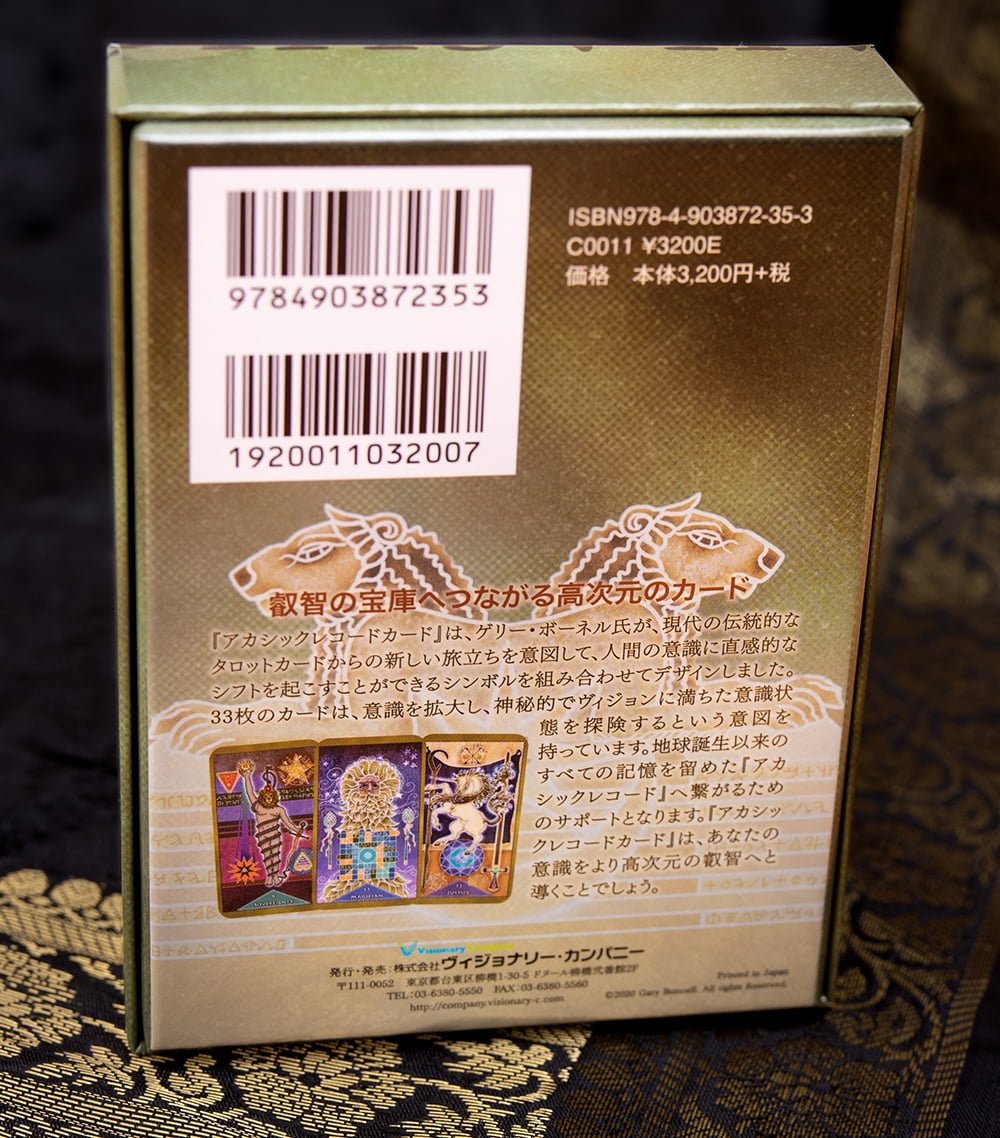 9784903872353
1920011032007
ISBN978-4-903872-35-3
C0011 ¥3200E
価格　本体3,200円+税
叡智の宝庫へつながる高次元のカード
『アカシックレコードカード』は、ゲリー・ボーネル氏が、現代の伝統的な
タロットカードからの新しい旅立ちを意図して、人間の意識に直感的な
シフトを起こすことができるシンボルを組み合わせてデザインしました。
33枚のカードは、意識を拡大し、神秘的でヴィジョンに満ちた意識状
態を探険するという意図を
持っています。地球誕生以来の
すべての記憶を留めた『アカ
シックレコード』へ繋がるため
のサポートとなります。『アカシッ
クレコードカード』は、あなたの
意識をより高次元の叡智へと
導くことでしょう。
SOVEREIGNTY
11
MAGICIAN
13
JUSTICE
Visionary
発行・発売：株式会社ヴィジョナリー・カンパニー
〒111-0052　東京都台東区柳橋1-30-5 ドヌール柳橋弐番館2F
TEL：03-6380-5550　FAX：03-6380-5560
http://company.visionary-c.com
Printed in Japan
©2020 Gary Bonnell. All rights Reserved.